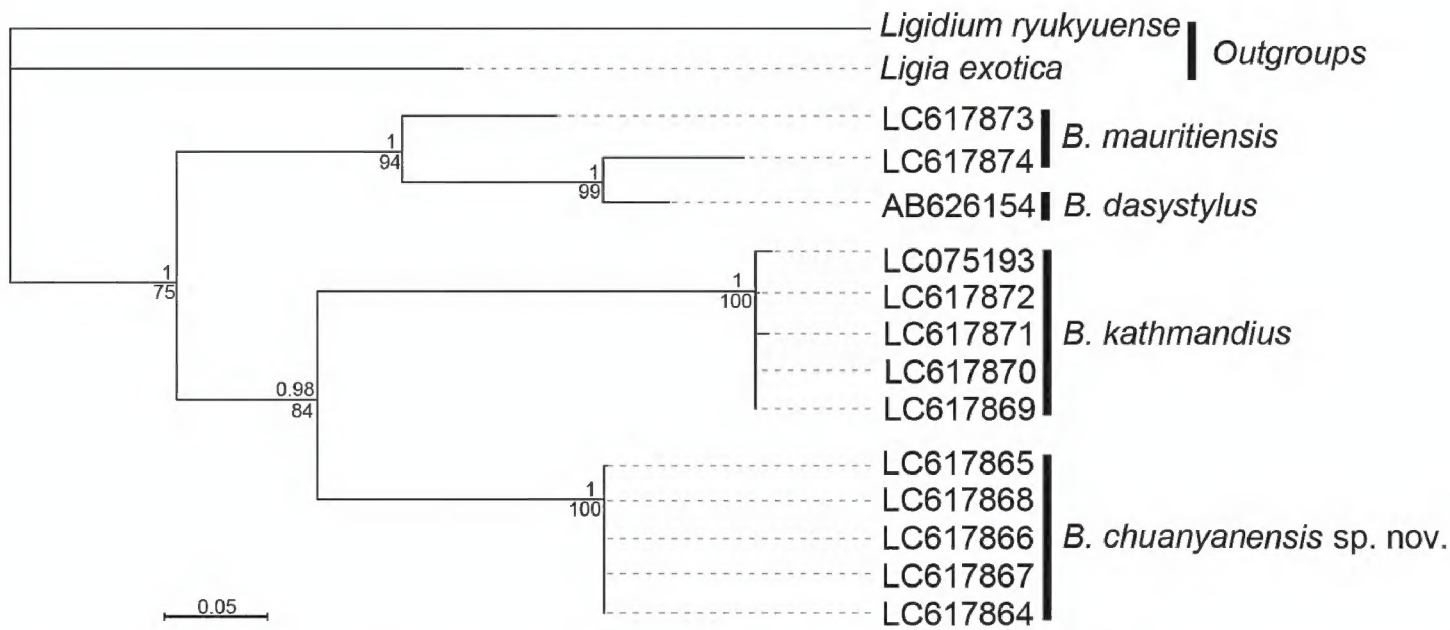 Ligidium ryukyuense
Outgroups
Ligia exotica
LC617873
1
B. mauritiensis
94
LC617874
1
99
AB626154 B. dasystylus
LC075193
1
1
75
100
LC617872
LC617871 B. kathmandius
LC617870
0.98
84
LC617869
LC617865
1
100
LC617868
LC617866 B. chuanyanensis sp. nov.
LC617867
0.05
LC617864